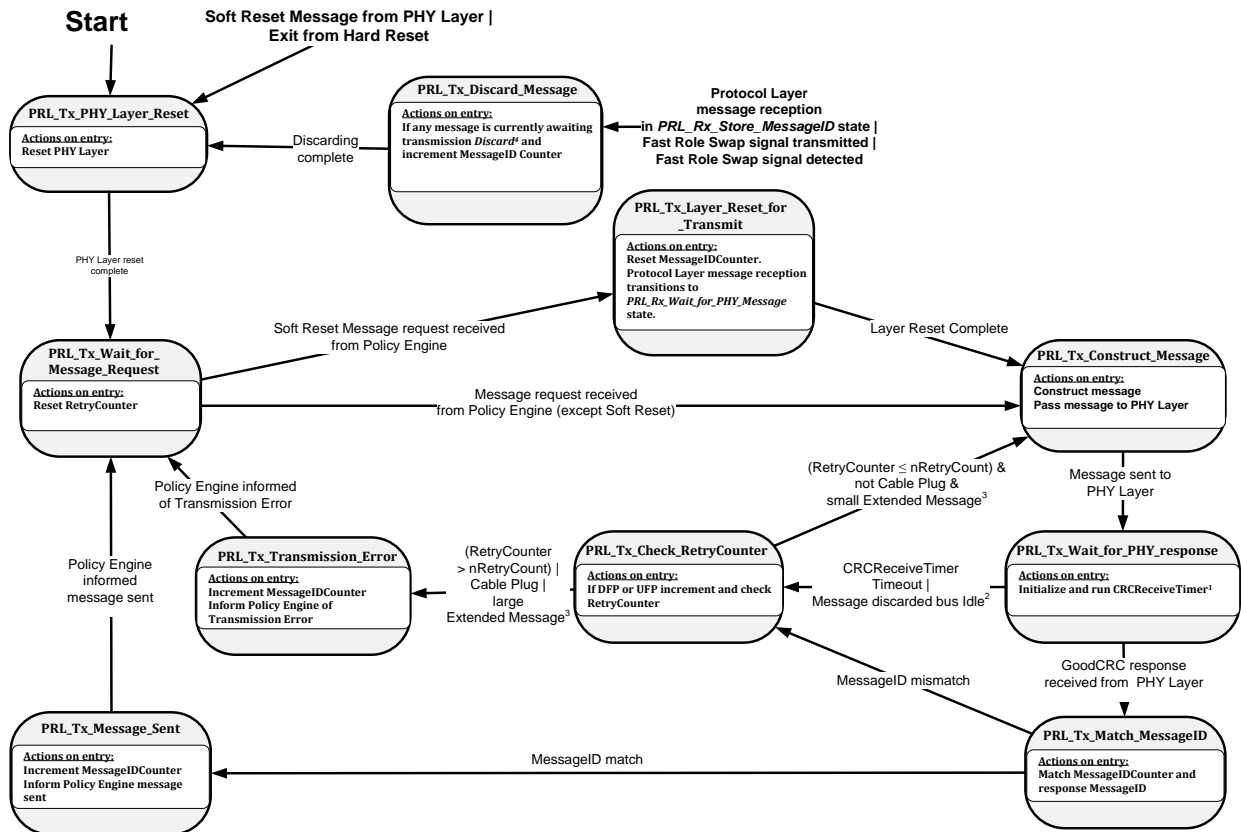 Start
Soft Reset Message from PHY Layer |
Exit from Hard Reset
PRL_Tx_PHY_Layer_Reset
Actions on entry:
Reset PHY Layer
Discarding
complete
PRL_Tx_Discard_Message
Actions on entry:
If any message is currently awaiting
transmission Discard⁴ and
increment MessageID Counter
Protocol Layer
message reception
in PRL_Rx_Store_MessageID state |
Fast Role Swap signal transmitted |
Fast Role Swap signal detected
PHY Layer reset
complete
PRL_Tx_Layer_Reset_for
_Transmit
Actions on entry:
Reset MessageIDCounter.
Protocol Layer message reception
transitions to
PRL_Rx_Wait_for_PHY_Message
state.
Soft Reset Message request received
from Policy Engine
Layer Reset Complete
PRL_Tx_Wait_for_
Message_Request
Actions on entry:
Reset RetryCounter
Message request received
from Policy Engine (except Soft Reset)
PRL_Tx_Construct_Message
Actions on entry:
Construct message
Pass message to PHY Layer
Policy Engine informed
of Transmission Error
(RetryCounter ≤ nRetryCount) &
not Cable Plug &
small Extended Message³
Message sent to
PHY Layer
Policy Engine
informed
message sent
PRL_Tx_Transmission_Error
Actions on entry:
Increment MessageIDCounter
Inform Policy Engine of
Transmission Error
(RetryCounter
> nRetryCount) |
Cable Plug |
large
Extended Message³
PRL_Tx_Check_RetryCounter
Actions on entry:
If DFP or UFP increment and check
RetryCounter
CRCReceiveTimer
Timeout |
Message discarded bus Idle²
PRL_Tx_Wait_for_PHY_response
Actions on entry:
Initialize and run CRCReceiveTimer¹
MessageID mismatch
GoodCRC response
received from PHY Layer
PRL_Tx_Message_Sent
Actions on entry:
Increment MessageIDCounter
Inform Policy Engine message
sent
MessageID match
PRL_Tx_Match_MessageID
Actions on entry:
Match MessageIDCounter and
response MessageID